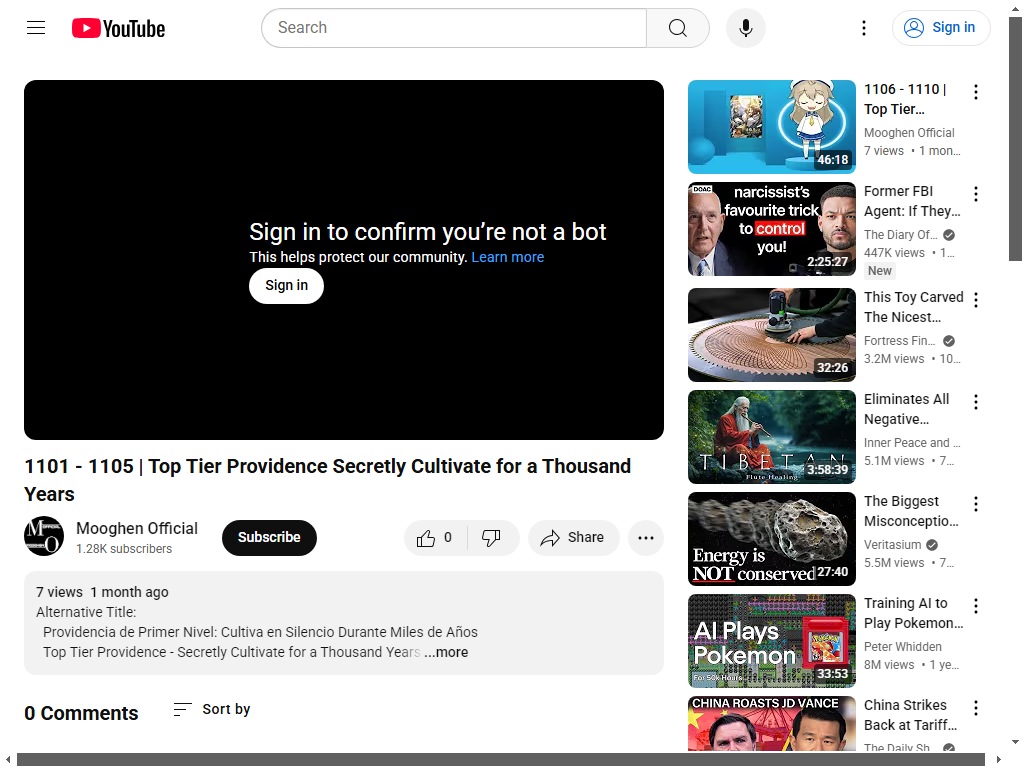 YouTube
Search
Sign in
Sign in to confirm you're not a bot
This helps protect our community. Learn more
Sign in
1101 - 1105 | Top Tier Providence Secretly Cultivate for a Thousand
Years
Mooghen Official
1.28K subscribers
Subscribe
0
Share
7 views 1 month ago
Alternative Title:
Providencia de Primer Nivel: Cultiva en Silencio Durante Miles de Años
Top Tier Providence - Secretly Cultivate for a Thousand Years ...more
0 Comments
Sort by
46:18
1106 - 1110 |
Top Tier…
Mooghen Official
7 views • 1 mon…
DOAC
narcissist's
favourite trick
to control
you!
2:25:27
Former FBI
Agent: If They…
The Diary Of…
447K views • 1…
New
32:26
This Toy Carved
The Nicest…
Fortress Fin…
3.2M views • 10…
TIBETAN
Flute Healing
3:58:39
Eliminates All
Negative…
Inner Peace and …
5.1M views • 7…
Energy is
NOT conserved
27:40
The Biggest
Misconceptio…
Veritasium
5.5M views • 7…
AI Plays
Pokemon
For 50k Hours
33:53
Training AI to
Play Pokemon…
Peter Whidden
8M views • 1 ye…
CHINA ROASTS JD VANCE
China Strikes
Back at Tariff…
The Daily Sh…